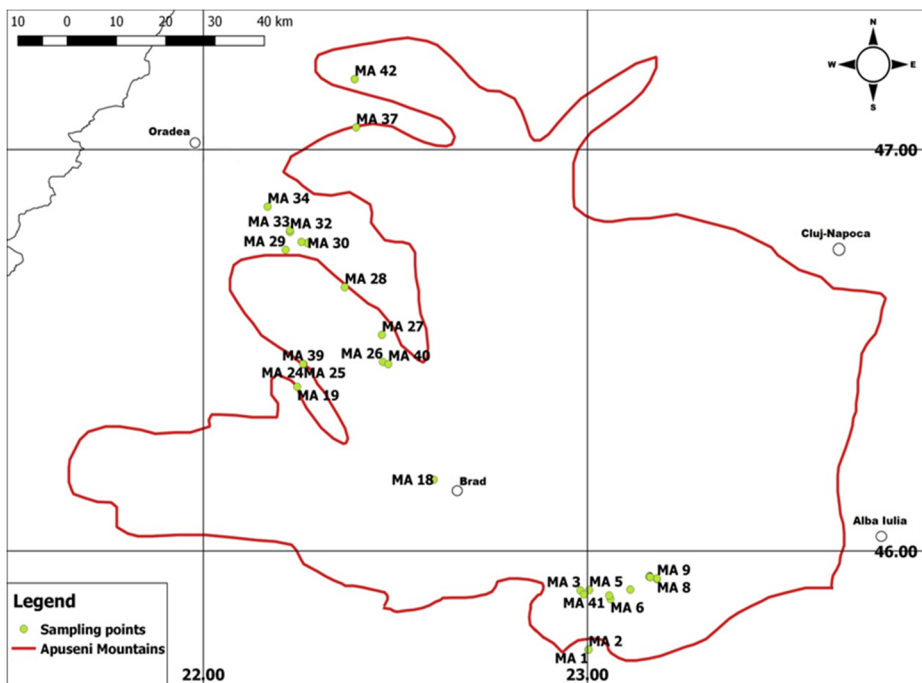 10 0 10 20 30 40 km
N
W E
S
MA 42
MA 37
Oradea
47.00
MA 34
MA 33 MA 32
MA 29 MA 30
Cluj-Napoca
MA 28
MA 27
MA 39 MA 26 MA 40
MA 24 MA 25
MA 19
MA 18 Brad
Alba Iulia
46.00
MA 9
MA 3 MA 5 MA 8
MA 41 MA 6
MA 2
MA 1
Legend
Sampling points
Apuseni Mountains
22.00 23.00